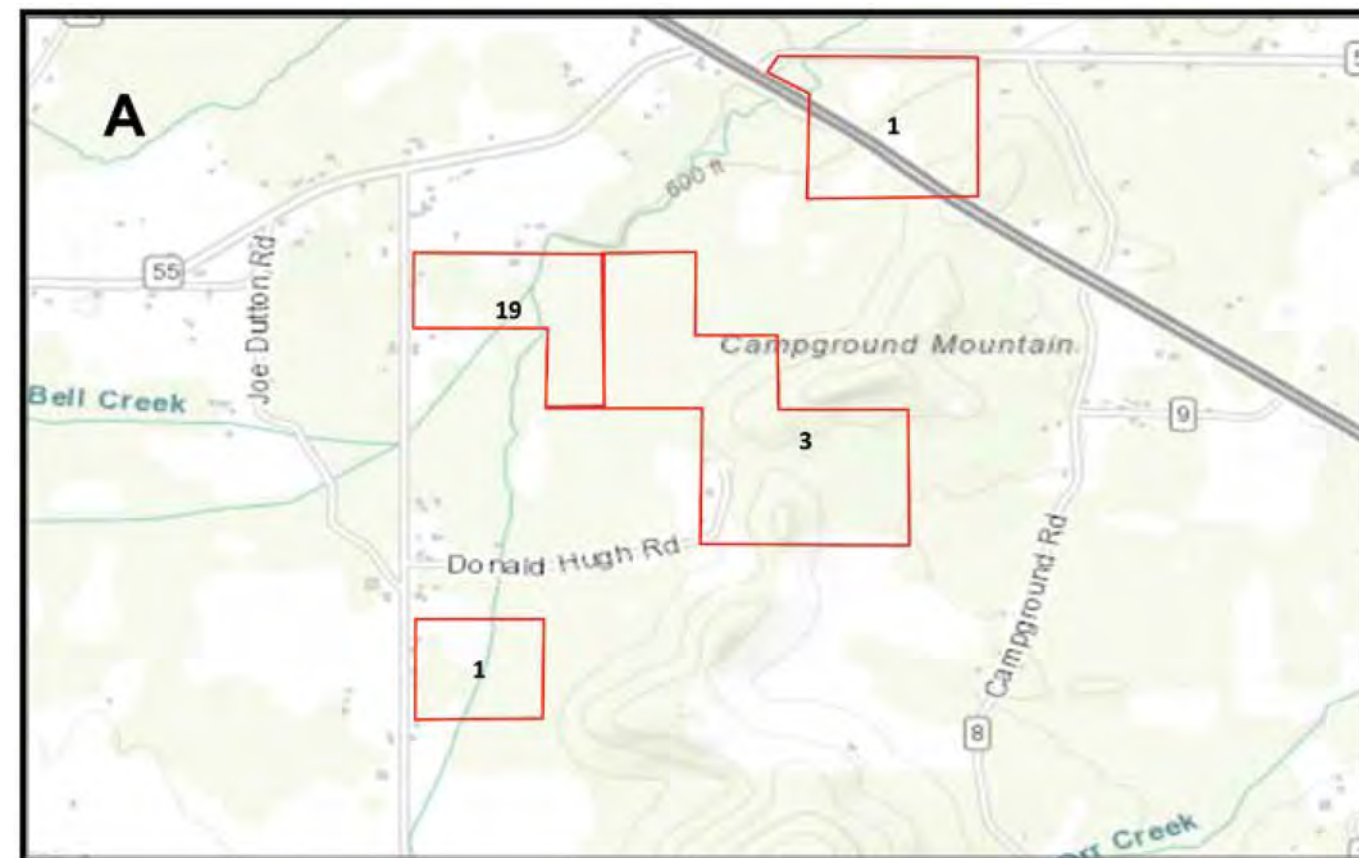 A
1
600 ft
55
Joe Dutton Rd
19
Campground Mountain
Bell Creek
9
3
Donald Hugh Rd
Campground Rd
1
8
Creek